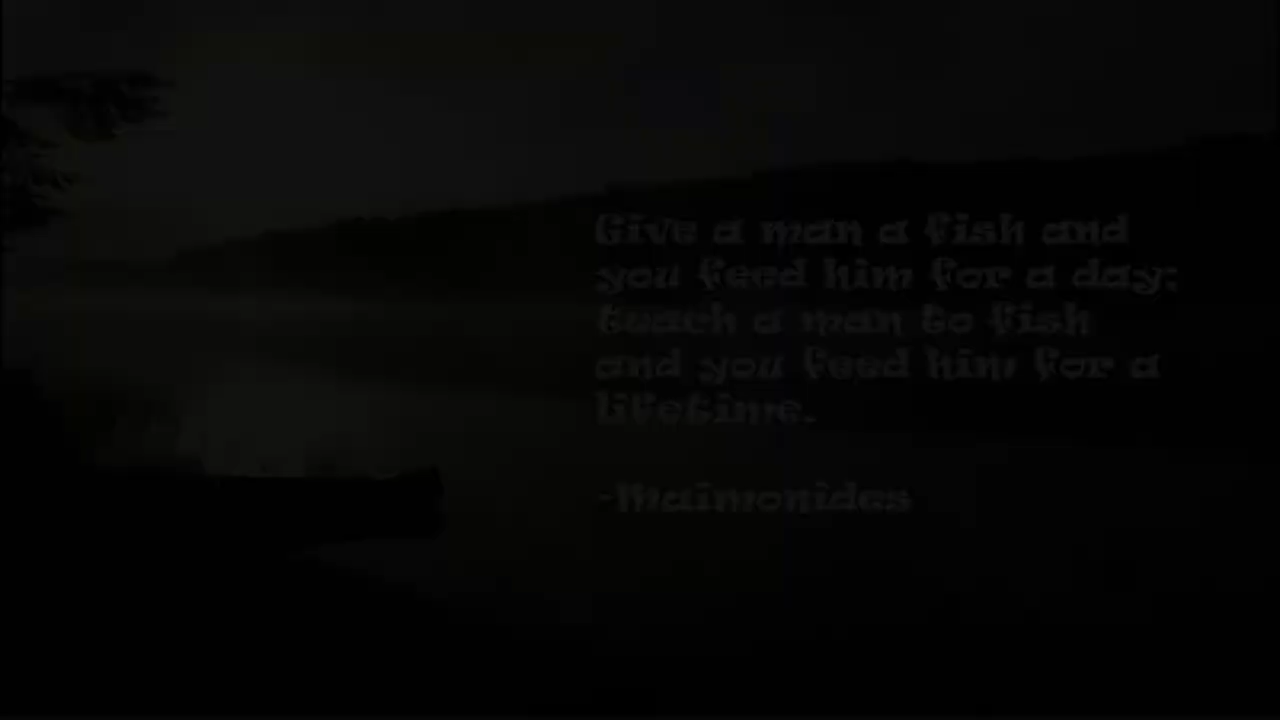 Give a man a fish and
you feed him for a day;
teach a man to fish
and you feed him for a
lifetime.
-Maimonides